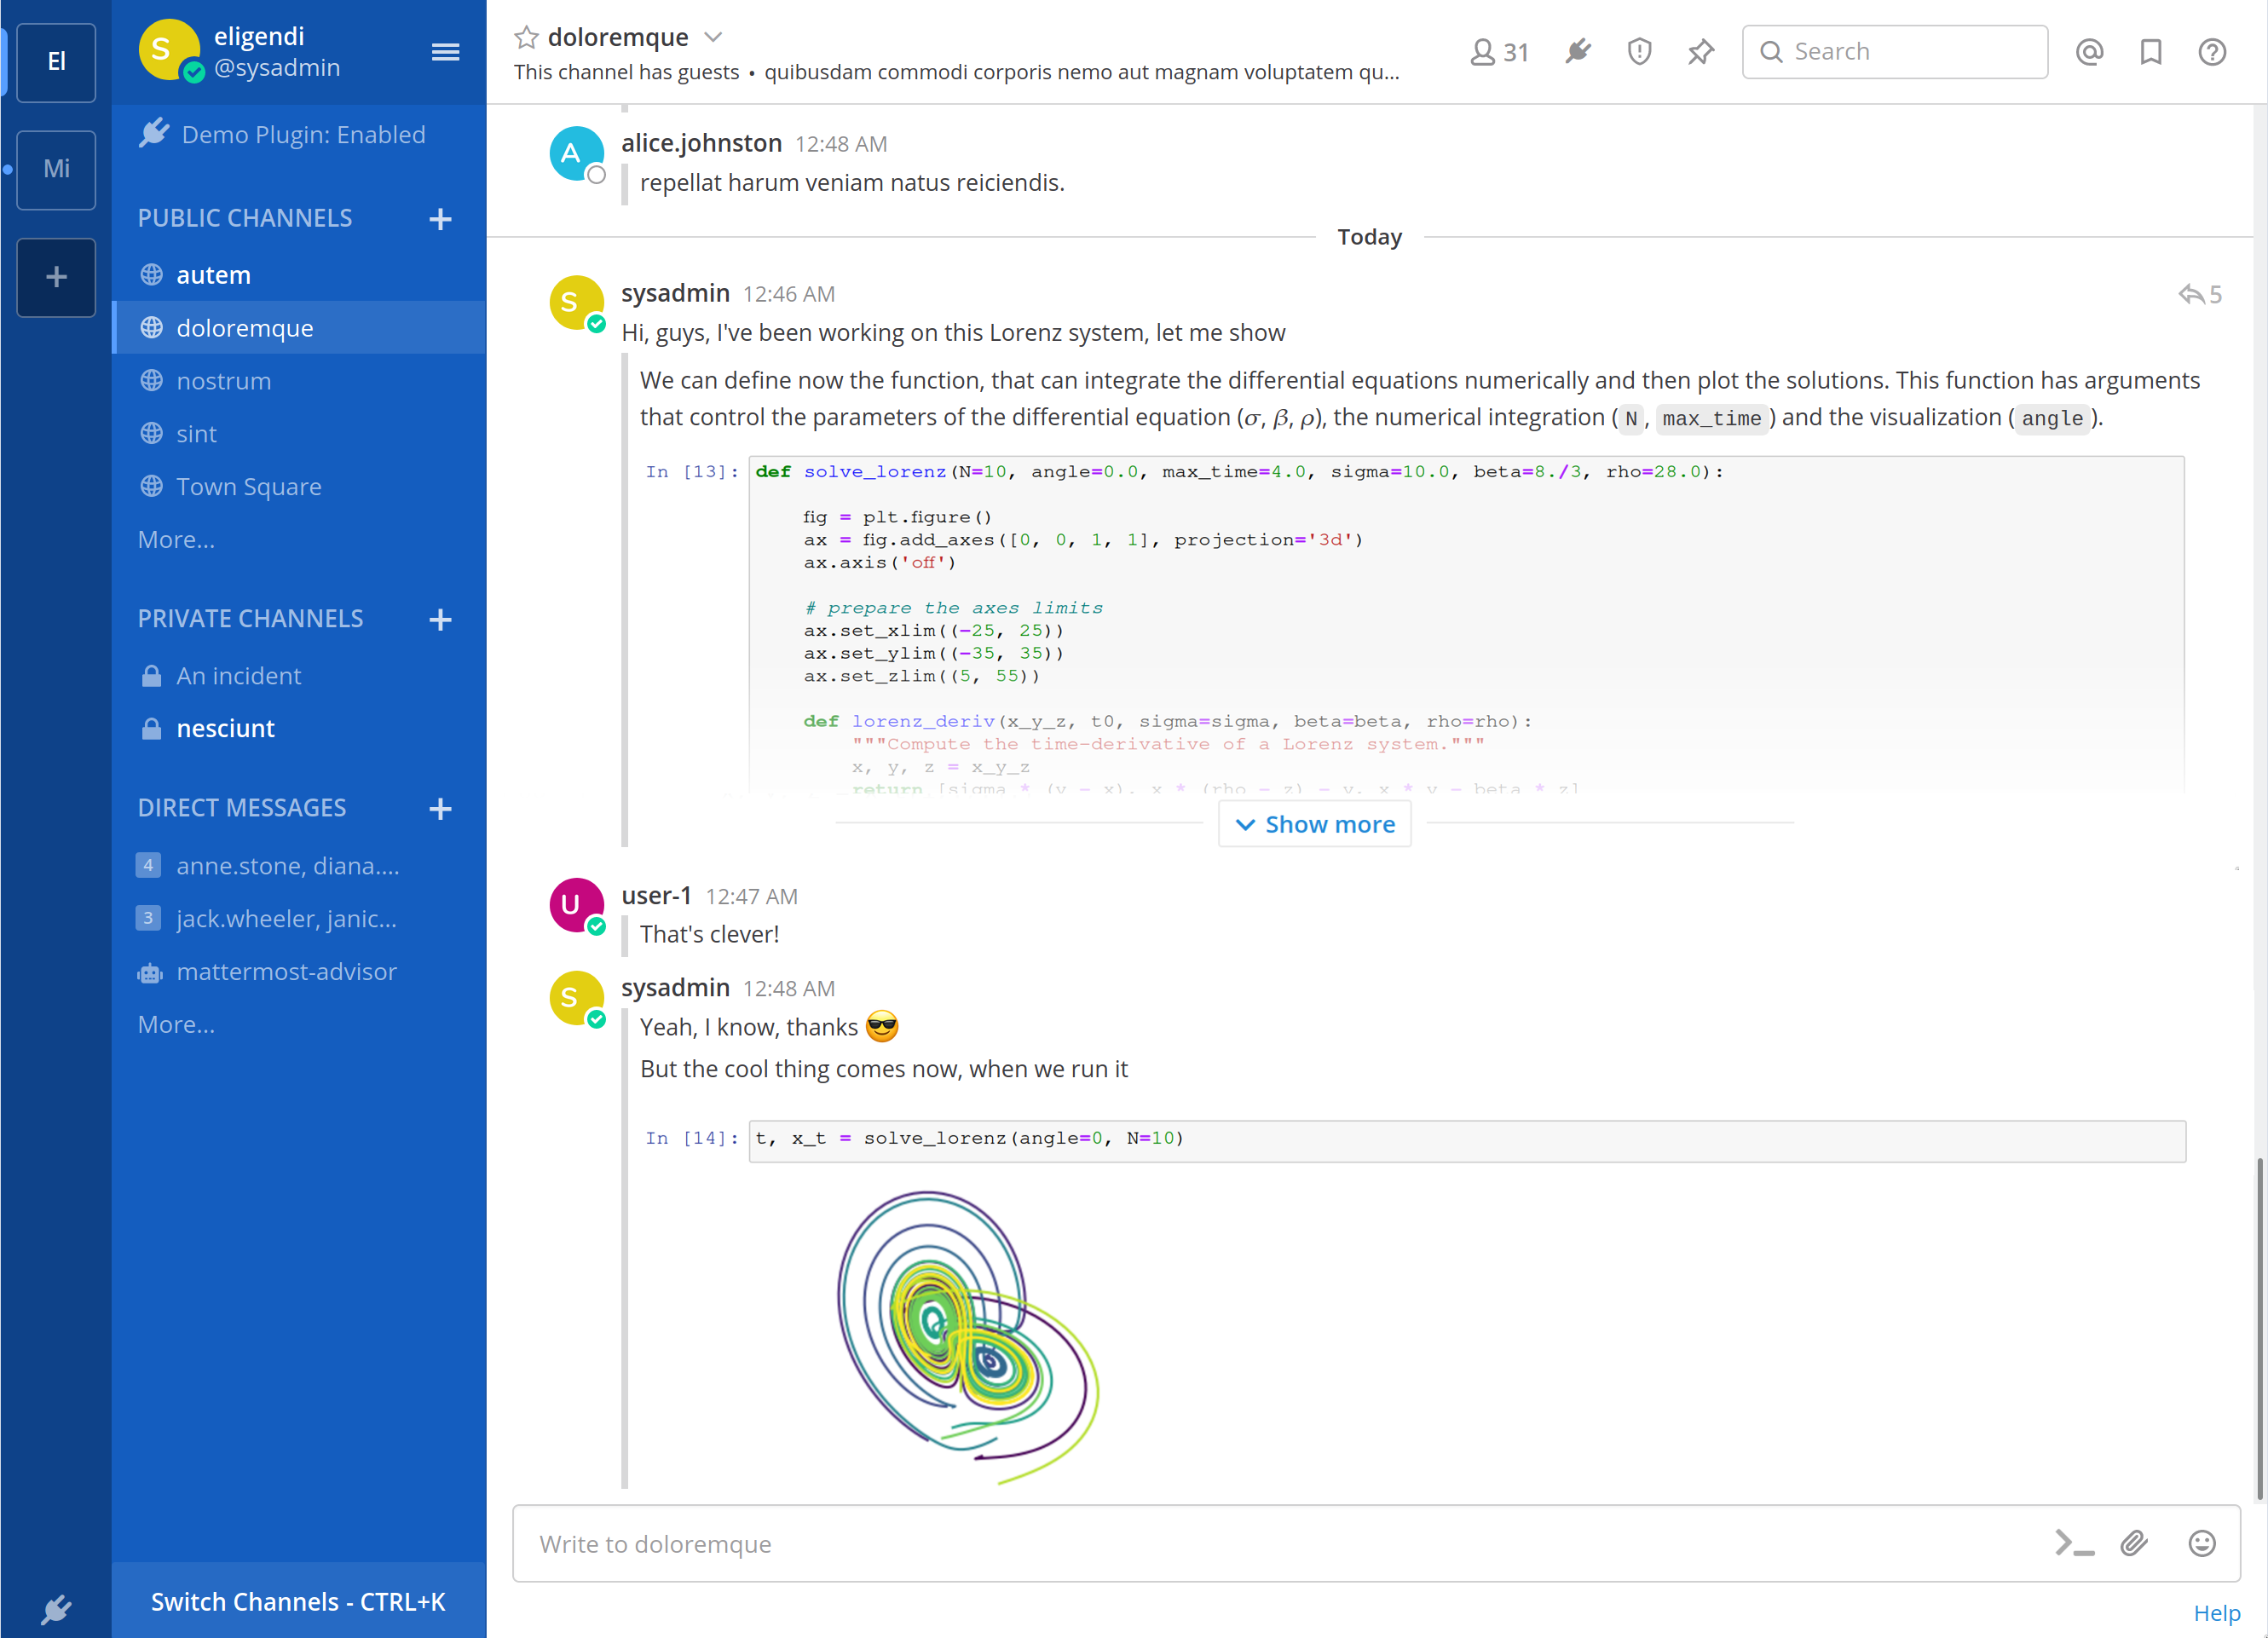 El
Mi
+
S
eligendi
@sysadmin
Demo Plugin: Enabled
PUBLIC CHANNELS +
autem
doloremque
nostrum
sint
Town Square
More...
PRIVATE CHANNELS +
An incident
nesciunt
DIRECT MESSAGES +
4 anne.stone, diana....
3 jack.wheeler, janic...
mattermost-advisor
More...
Switch Channels - CTRL+K
doloremque
This channel has guests • quibusdam commodi corporis nemo aut magnam voluptatem qu...
31
Search
A
alice.johnston 12:48 AM
repellat harum veniam natus reiciendis.
Today
S
sysadmin 12:46 AM
5
Hi, guys, I've been working on this Lorenz system, let me show
We can define now the function, that can integrate the differential equations numerically and then plot the solutions. This function has arguments
that control the parameters of the differential equation (σ, β, ρ), the numerical integration (N, max_time) and the visualization (angle).
In [13]: def solve_lorenz(N=10, angle=0.0, max_time=4.0, sigma=10.0, beta=8./3, rho=28.0):
fig = plt.figure()
ax = fig.add_axes([0, 0, 1, 1], projection='3d')
ax.axis('off')
# prepare the axes limits
ax.set_xlim((-25, 25))
ax.set_ylim((-35, 35))
ax.set_zlim((5, 55))
def lorenz_deriv(x_y_z, t0, sigma=sigma, beta=beta, rho=rho):
"""Compute the time-derivative of a Lorenz system."""
x, y, z = x_y_z
return [sigma * (y - x), x * (rho - z) - y, x * y - beta * z]
Show more
U
user-1 12:47 AM
That's clever!
S
sysadmin 12:48 AM
Yeah, I know, thanks 😎
But the cool thing comes now, when we run it
In [14]: t, x_t = solve_lorenz(angle=0, N=10)
Write to doloremque
Help